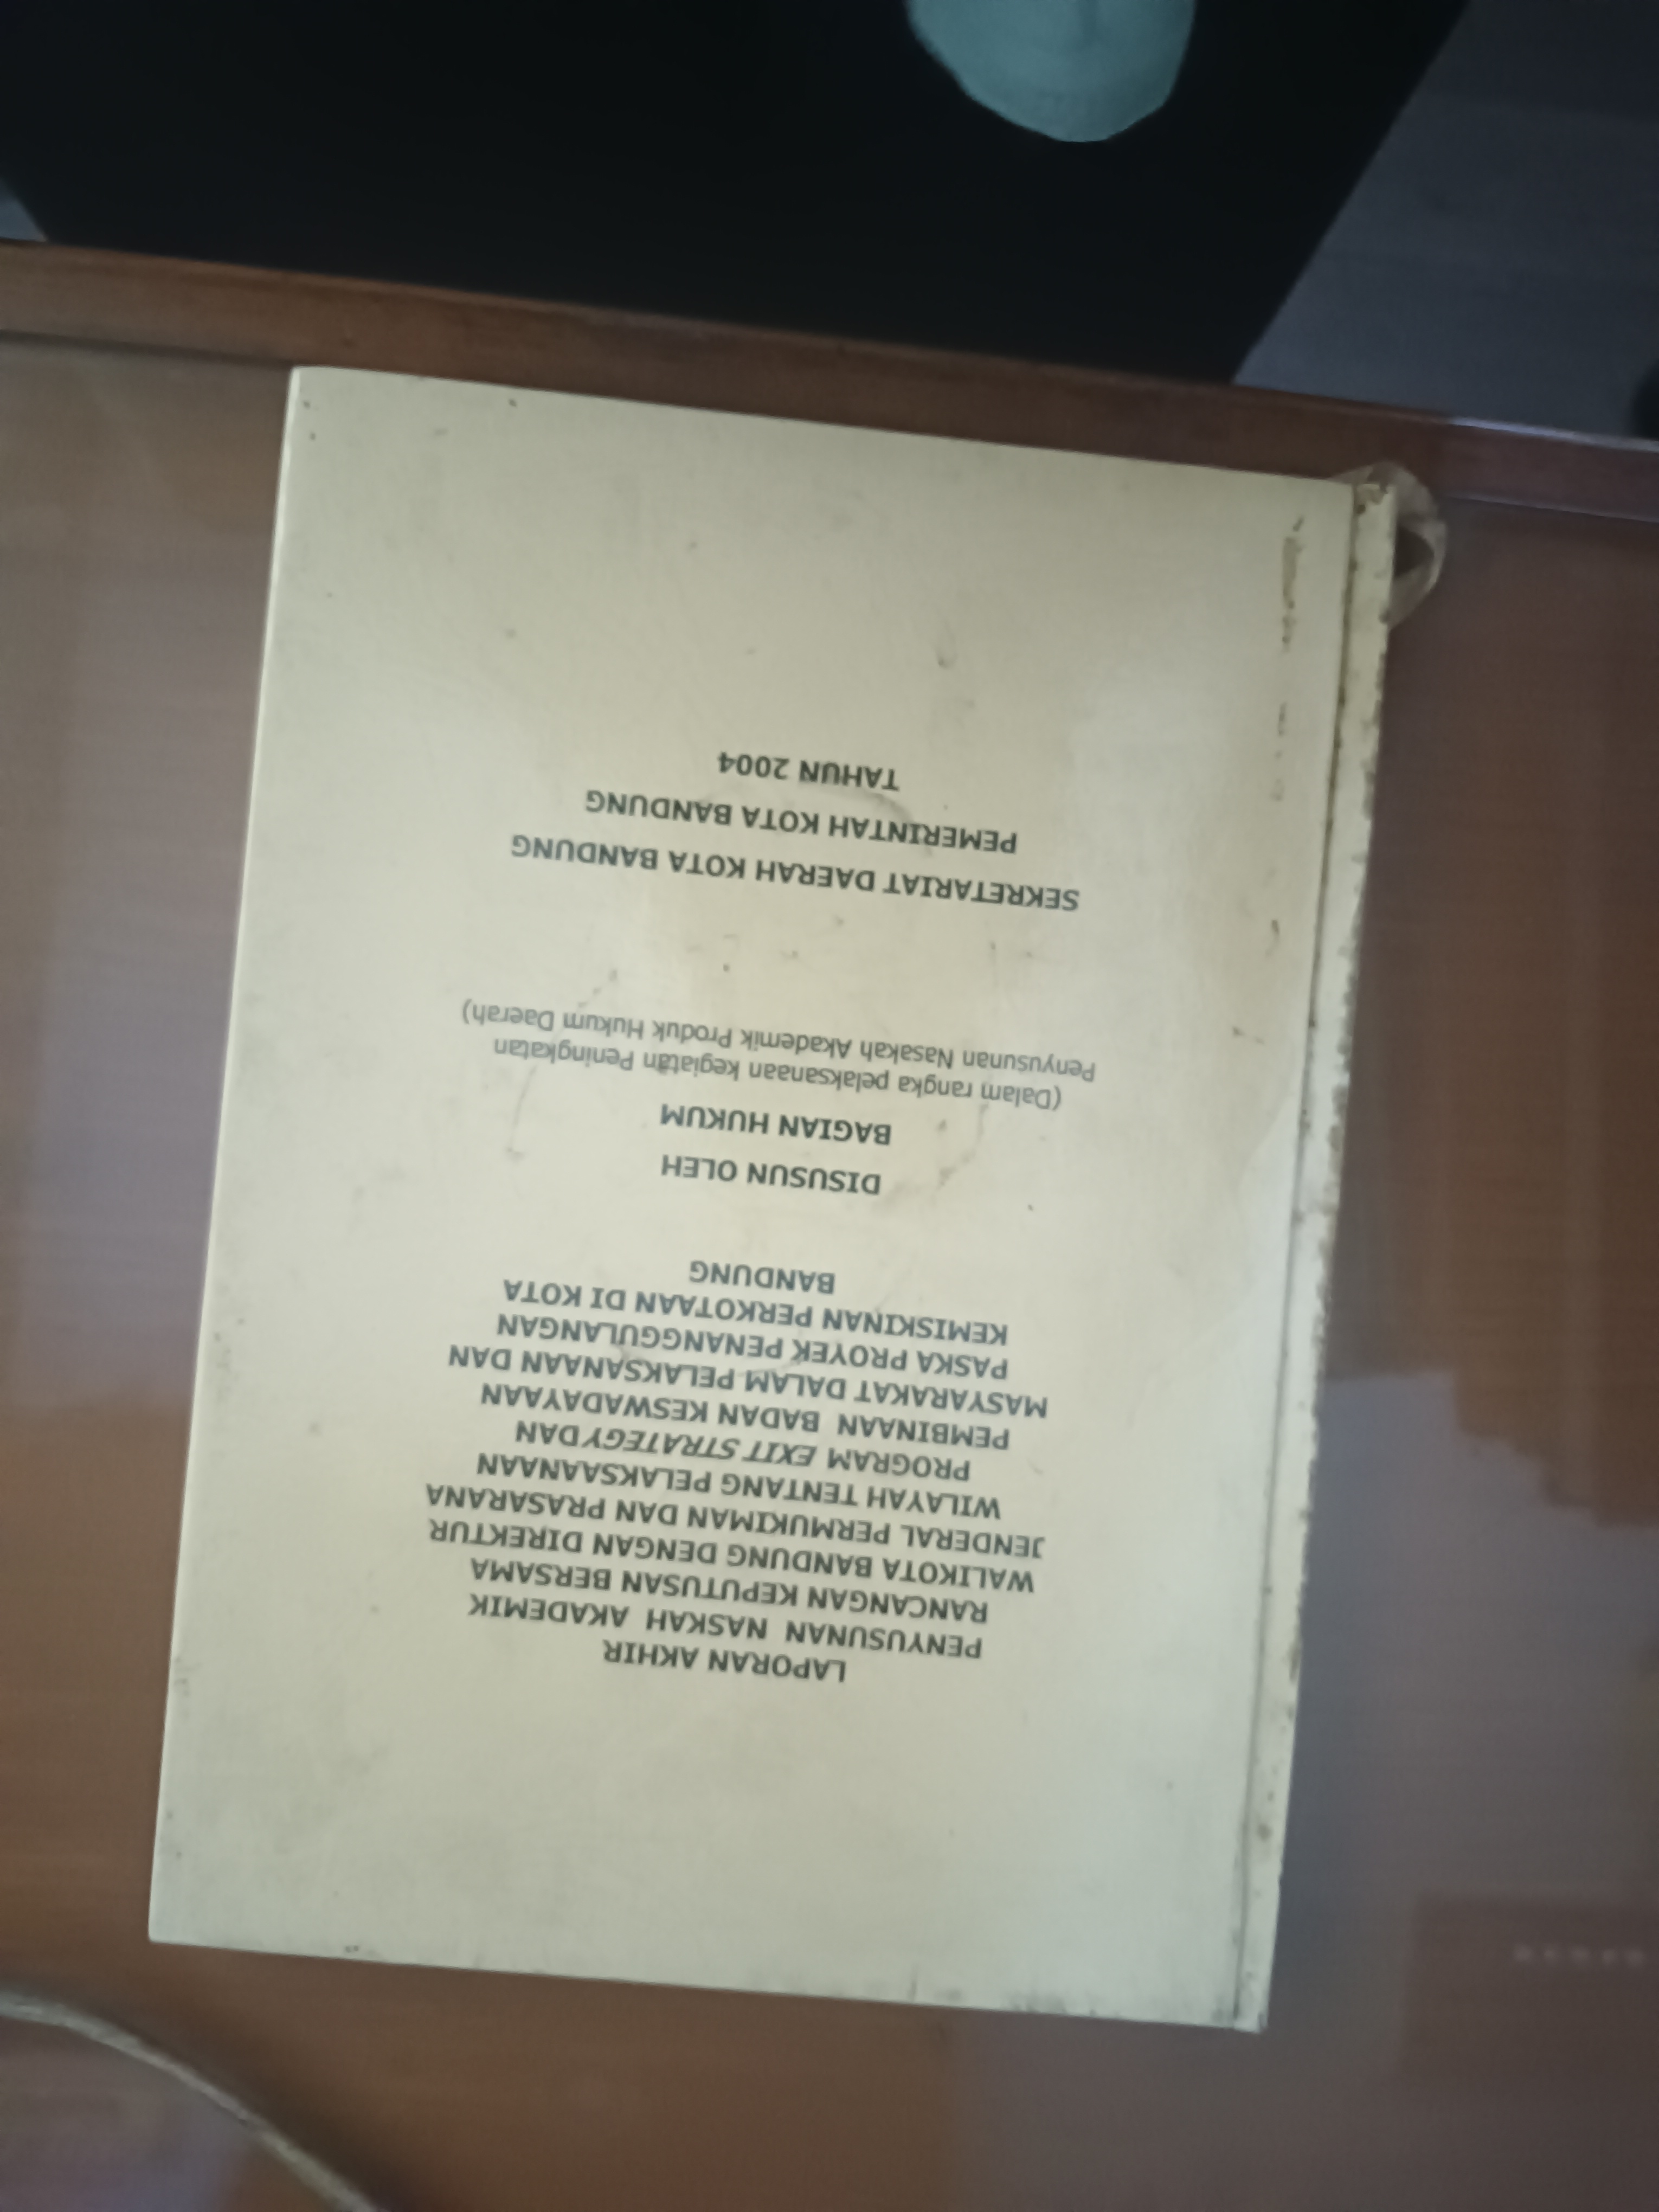 LAPORAN AKHIR
PENYUSUNAN NASKAH AKADEMIK
RANCANGAN KEPUTUSAN BERSAMA
WALIKOTA BANDUNG DENGAN DIREKTUR
JENDERAL PERMUKIMAN DAN PRASARANA
WILAYAH TENTANG PELAKSAANAAN
PROGRAM EXIT STRATEGY DAN
PEMBINAAN BADAN KESWADAYAAN
MASYARAKAT DALAM PELAKSANAAN DAN
PASKA PROYEK PENANGGULANGAN
KEMISKINAN PERKOTAAN DI KOTA
BANDUNG
DISUSUN OLEH
BAGIAN HUKUM
(Dalam rangka pelaksanaan kegiatan Peningkatan
Penyusunan Nasakah Akademik Produk Hukum Daerah)
SEKRETARIAT DAERAH KOTA BANDUNG
PEMERINTAH KOTA BANDUNG
TAHUN 2004